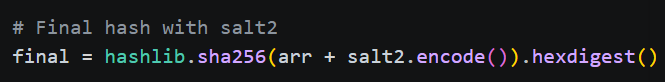 # Final hash with salt2
final = hashlib.sha256(arr + salt2.encode()).hexdigest()